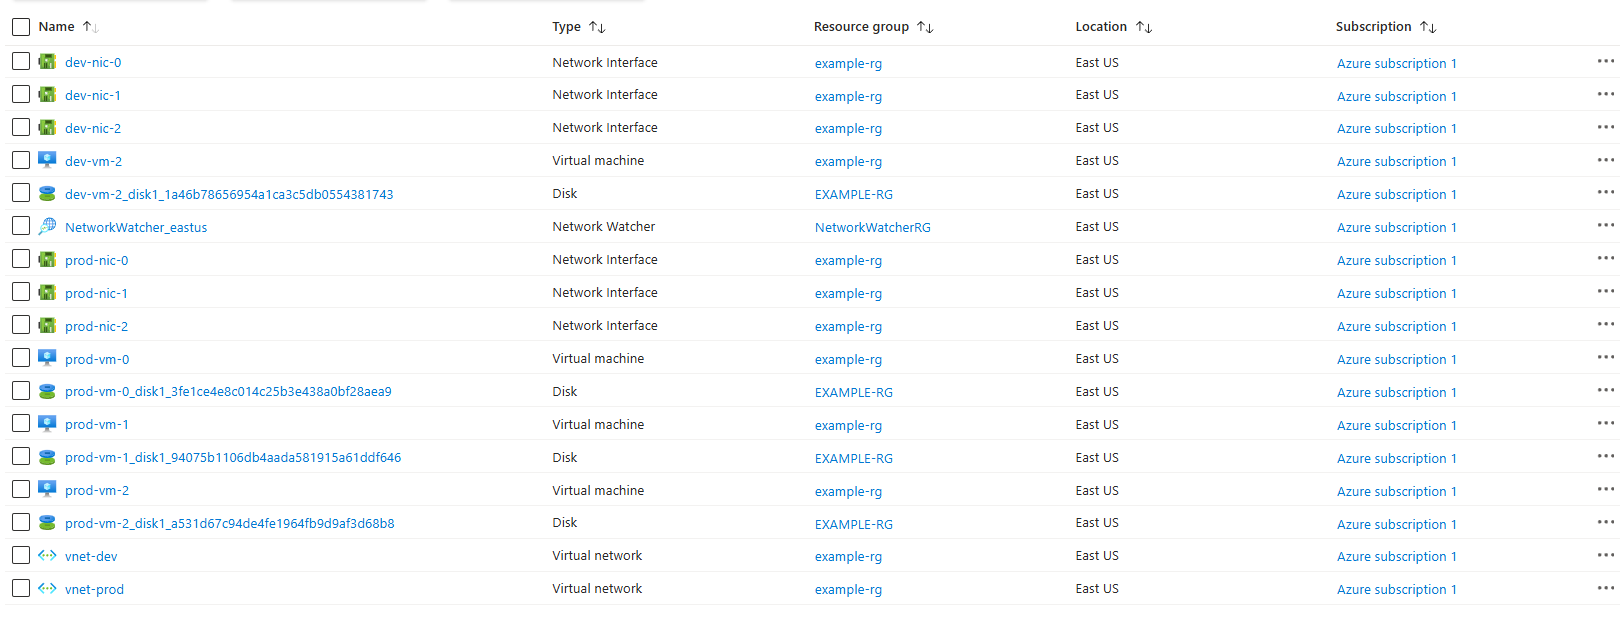 Name Type Resource group Location Subscription
dev-nic-0 Network Interface example-rg East US Azure subscription 1
dev-nic-1 Network Interface example-rg East US Azure subscription 1
dev-nic-2 Network Interface example-rg East US Azure subscription 1
dev-vm-2 Virtual machine example-rg East US Azure subscription 1
dev-vm-2_disk1_1a46b78656954a1ca3c5db0554381743 Disk EXAMPLE-RG East US Azure subscription 1
NetworkWatcher_eastus Network Watcher NetworkWatcherRG East US Azure subscription 1
prod-nic-0 Network Interface example-rg East US Azure subscription 1
prod-nic-1 Network Interface example-rg East US Azure subscription 1
prod-nic-2 Network Interface example-rg East US Azure subscription 1
prod-vm-0 Virtual machine example-rg East US Azure subscription 1
prod-vm-0_disk1_3fe1ce4e8c014c25b3e438a0bf28aea9 Disk EXAMPLE-RG East US Azure subscription 1
prod-vm-1 Virtual machine example-rg East US Azure subscription 1
prod-vm-1_disk1_94075b1106db4aada581915a61ddf646 Disk EXAMPLE-RG East US Azure subscription 1
prod-vm-2 Virtual machine example-rg East US Azure subscription 1
prod-vm-2_disk1_a531d67c94de4fe1964fb9d9af3d68b8 Disk EXAMPLE-RG East US Azure subscription 1
vnet-dev Virtual network example-rg East US Azure subscription 1
vnet-prod Virtual network example-rg East US Azure subscription 1